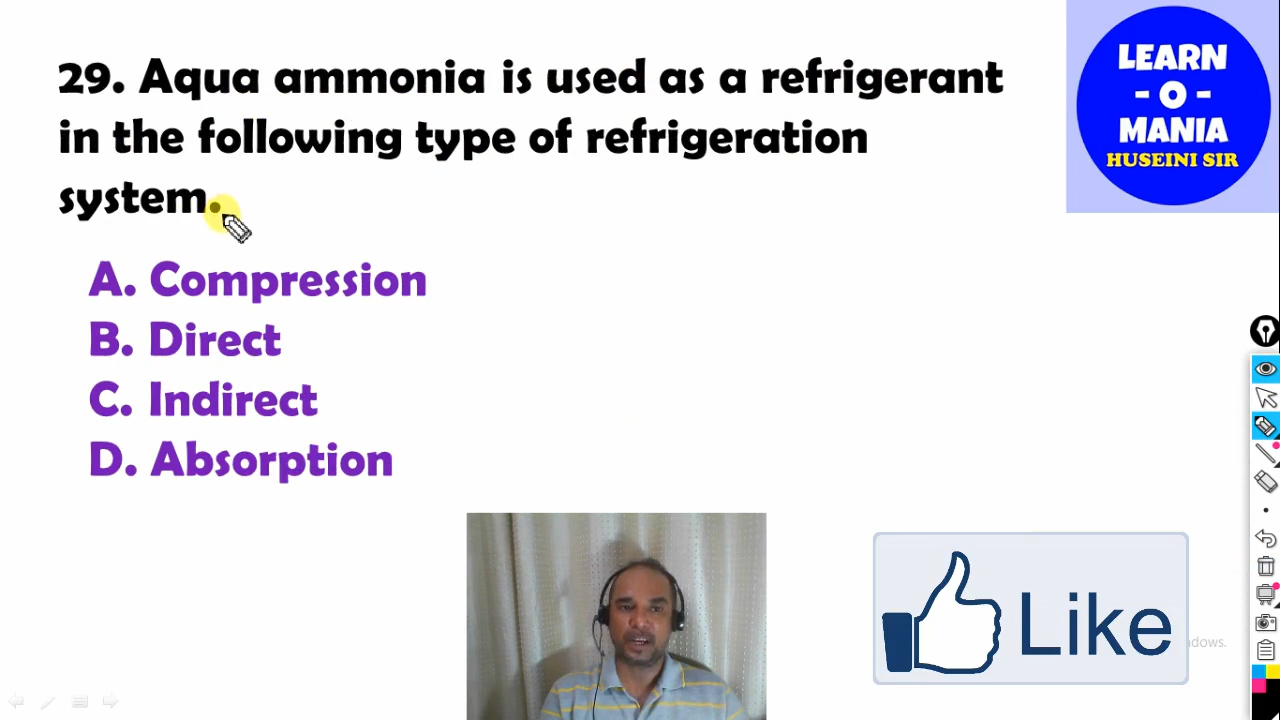 29. Aqua ammonia is used as a refrigerant
in the following type of refrigeration
system.
A. Compression
B. Direct
C. Indirect
D. Absorption
LEARN
- O -
MANIA
HUSEINI SIR
Like